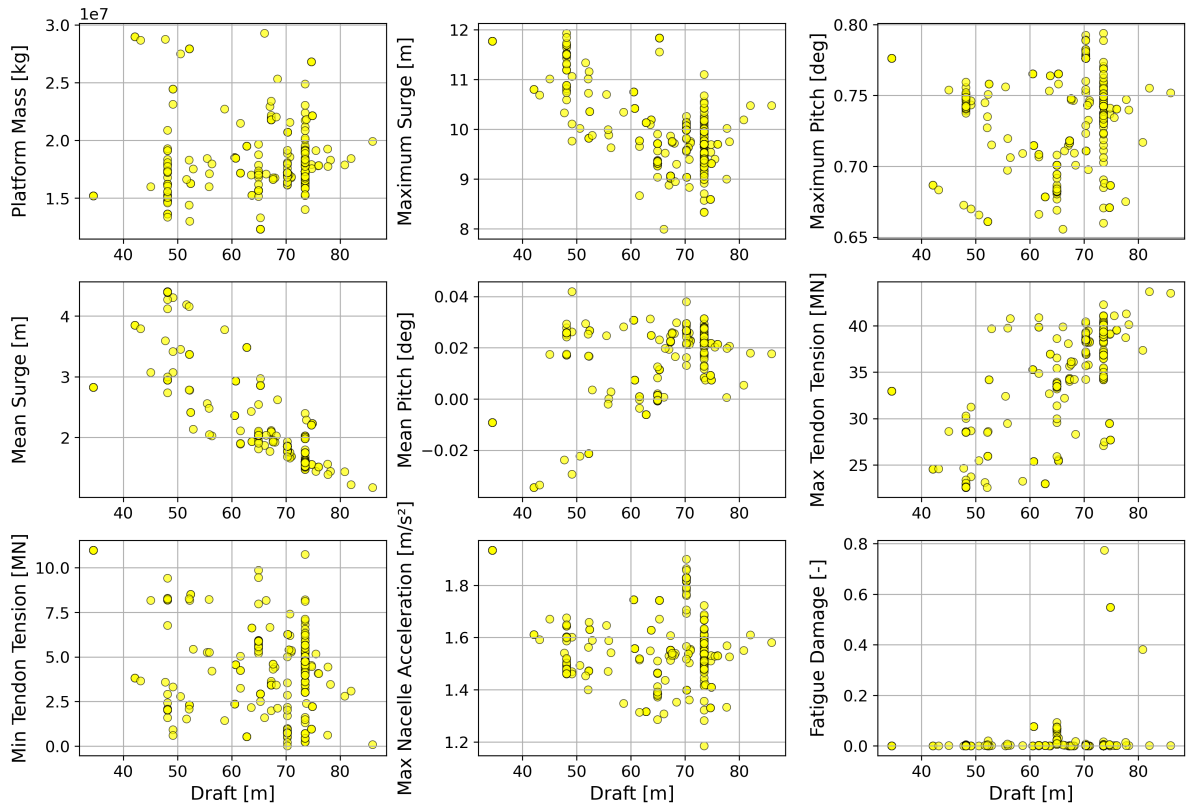 1e7
Platform Mass [kg]
3.0
2.5
2.0
1.5
40 50 60 70 80
Maximum Surge [m]
12
11
10
9
8
40 50 60 70 80
Maximum Pitch [deg]
0.80
0.75
0.70
0.65
40 50 60 70 80
Mean Surge [m]
4
3
2
40 50 60 70 80
Mean Pitch [deg]
0.04
0.02
0.00
−0.02
40 50 60 70 80
Max Tendon Tension [MN]
40
35
30
25
40 50 60 70 80
Min Tendon Tension [MN]
10.0
7.5
5.0
2.5
0.0
40 50 60 70 80
Draft [m]
Max Nacelle Acceleration [m/s²]
1.8
1.6
1.4
1.2
40 50 60 70 80
Draft [m]
Fatigue Damage [-]
0.8
0.6
0.4
0.2
0.0
40 50 60 70 80
Draft [m]